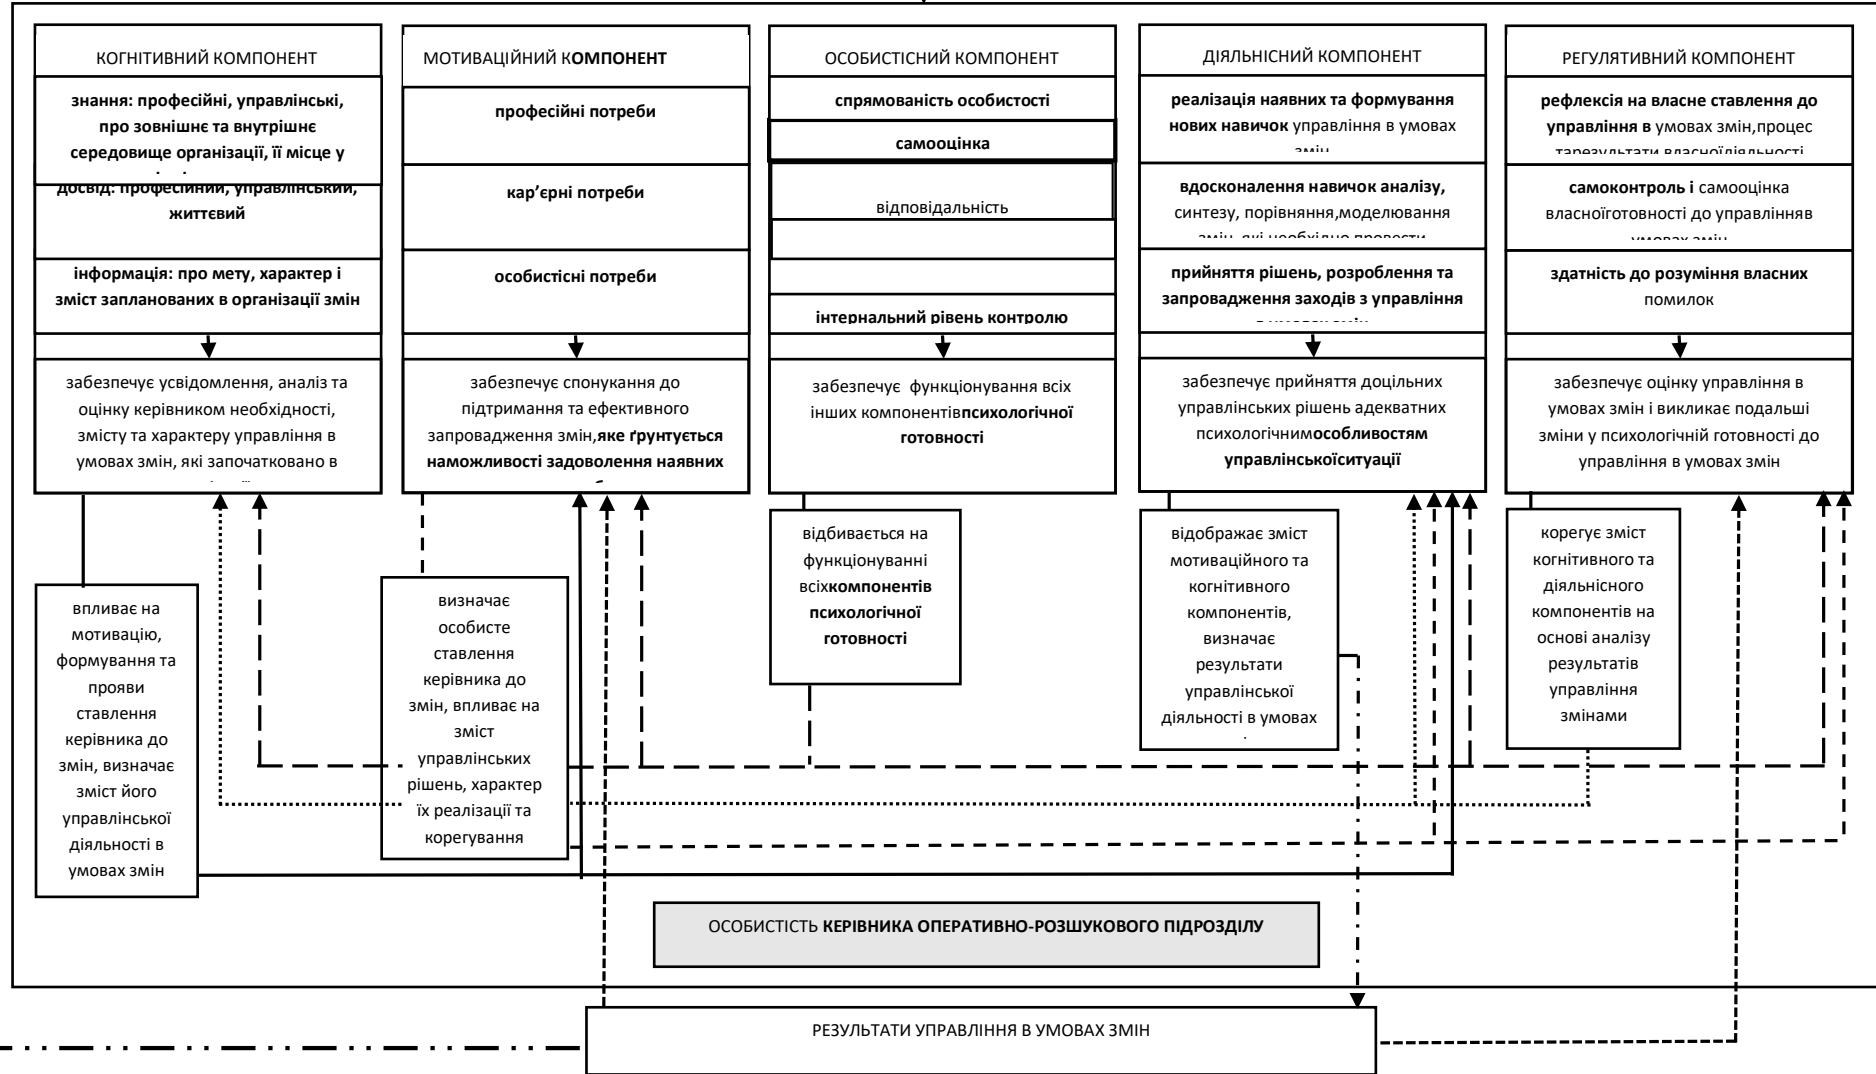 КОГНІТИВНИЙ КОМПОНЕНТ
знання: професійні, управлінські,
про зовнішнє та внутрішнє
середовище організації, її місце у
досвід: професійний, управлінський,
життєвий
інформація: про мету, характер і
зміст запланованих в організації змін
забезпечує усвідомлення, аналіз та
оцінку керівником необхідності,
змісту та характеру управління в
умовах змін, які започатковано в
впливає на
мотивацію,
формування та
прояви
ставлення
керівника до
змін, визначає
зміст його
управлінської
діяльності в
умовах змін
МОТИВАЦІЙНИЙ КОМПОНЕНТ
професійні потреби
кар’єрні потреби
особистісні потреби
забезпечує спонукання до
підтримання та ефективного
запровадження змін,яке ґрунтується
наможливості задоволення наявних
визначає
особисте
ставлення
керівника до
змін, впливає на
зміст
управлінських
рішень, характер
їх реалізації та
корегування
ОСОБИСТІСНИЙ КОМПОНЕНТ
спрямованість особистості
самооцінка
відповідальність
інтернальний рівень контролю
забезпечує функціонування всіх
інших компонентівпсихологічної
готовності
відбивається на
функціонуванні
всіхкомпонентів
психологічної
готовності
ДІЯЛЬНІСНИЙ КОМПОНЕНТ
реалізація наявних та формування
нових навичок управління в умовах
змін
вдосконалення навичок аналізу,
синтезу, порівняння,моделювання
змін, які необхідно провести
прийняття рішень, розроблення та
запровадження заходів з управління
в умовах змін
забезпечує прийняття доцільних
управлінських рішень адекватних
психологічнимособливостям
управлінськоїситуації
відображає зміст
мотиваційного та
когнітивного
компонентів,
визначає
результати
управлінської
діяльності в умовах
РЕГУЛЯТИВНИЙ КОМПОНЕНТ
рефлексія на власне ставлення до
управління в умовах змін,процес
тарезультати власноїдіяльності
самоконтроль і самооцінка
власноїготовності до управлінняв
умовах змін
здатність до розуміння власних
помилок
забезпечує оцінку управління в
умовах змін і викликає подальші
зміни у психологічній готовності до
управління в умовах змін
корегує зміст
когнітивного та
діяльнісного
компонентів на
основі аналізу
результатів
управління
змінами
ОСОБИСТІСТЬ КЕРІВНИКА ОПЕРАТИВНО-РОЗШУКОВОГО ПІДРОЗДІЛУ
РЕЗУЛЬТАТИ УПРАВЛІННЯ В УМОВАХ ЗМІН